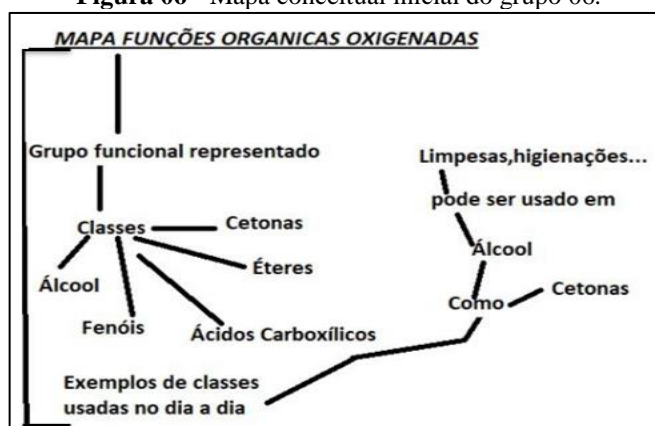 Figura 06 - Mapa conceitual inicial do grupo 06.
MAPA FUNÇÕES ORGANICAS OXIGENADAS
Grupo funcional representado
Limpesas,higienações...
pode ser usado em
Classes
Cetonas
Álcool
Éteres
Álcool
Como
Cetonas
Fenóis
Ácidos Carboxílicos
Exemplos de classes
usadas no dia a dia